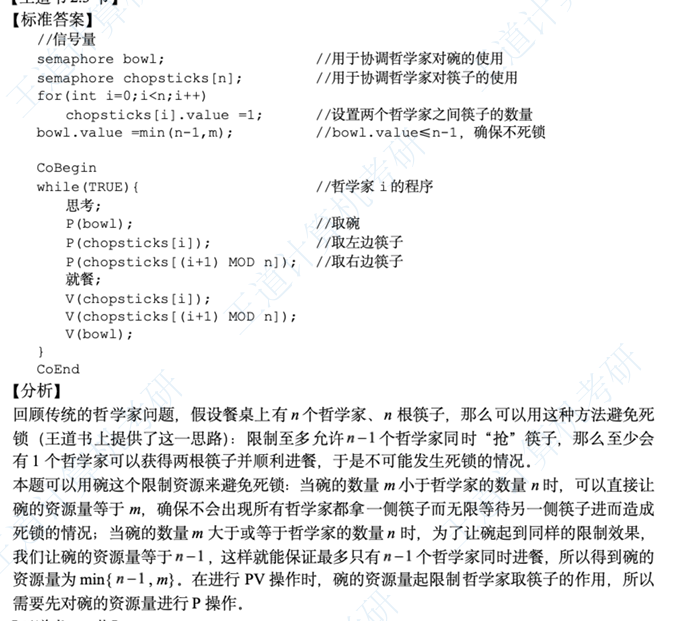 【标准答案】
//信号量
semaphore bowl; //用于协调哲学家对碗的使用
semaphore chopsticks[n]; //用于协调哲学家对筷子的使用
for(int i=0;i<n;i++)
chopsticks[i].value =1; //设置两个哲学家之间筷子的数量
bowl.value =min(n-1,m); //bowl.value≤n-1，确保不死锁
CoBegin
while(TRUE){ //哲学家 i 的程序
思考;
P(bowl); //取碗
P(chopsticks[i]); //取左边筷子
P(chopsticks[(i+1) MOD n]); //取右边筷子
就餐;
V(chopsticks[i]);
V(chopsticks[(i+1) MOD n]);
V(bowl);
}
CoEnd
【分析】
回顾传统的哲学家问题，假设餐桌上有 n 个哲学家、n 根筷子，那么可以用这种方法避免死
锁（王道书上提供了这一思路）：限制至多允许 n−1 个哲学家同时“抢”筷子，那么至少会
有 1 个哲学家可以获得两根筷子并顺利进餐，于是不可能发生死锁的情况。
本题可以用碗这个限制资源来避免死锁：当碗的数量 m 小于哲学家的数量 n 时，可以直接让
碗的资源量等于 m，确保不会出现所有哲学家都拿一侧筷子而无限等待另一侧筷子进而造成
死锁的情况；当碗的数量 m 大于或等于哲学家的数量 n 时，为了让碗起到同样的限制效果，
我们让碗的资源量等于 n−1，这样就能保证最多只有 n−1 个哲学家同时进餐，所以得到碗的
资源量为 min{ n−1 , m}。在进行 PV 操作时，碗的资源量起限制哲学家取筷子的作用，所以
需要先对碗的资源量进行 P 操作。
王道计算机考研